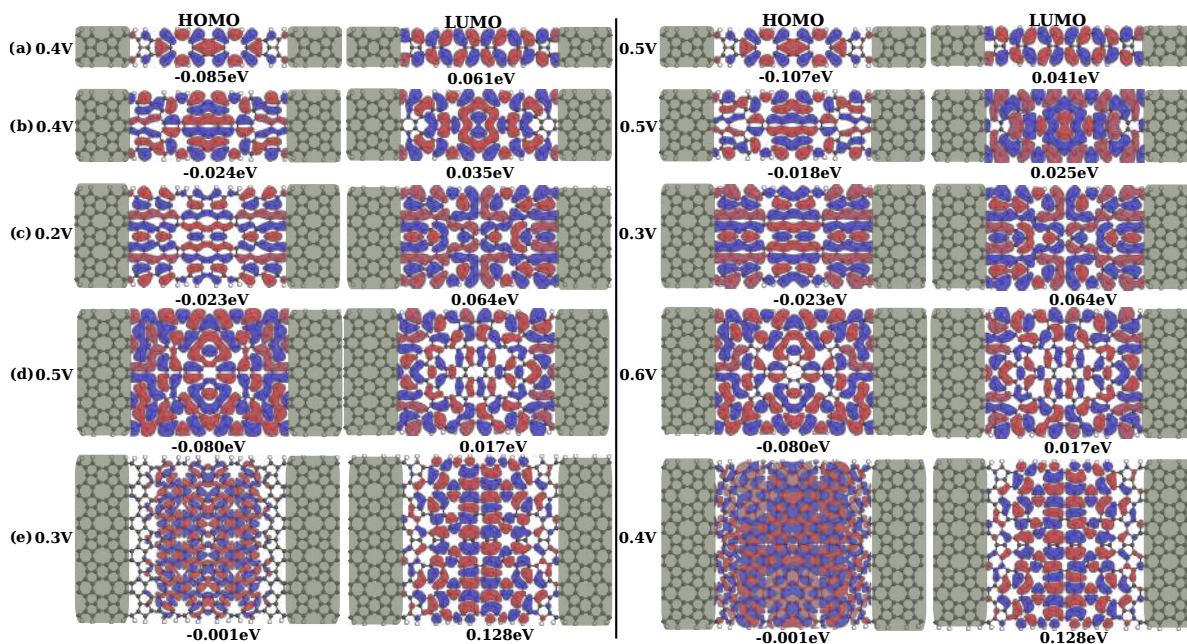 HOMO LUMO HOMO LUMO
(a) 0.4V 0.5V
-0.085eV 0.061eV -0.107eV 0.041eV
(b) 0.4V 0.5V
-0.024eV 0.035eV -0.018eV 0.025eV
(c) 0.2V 0.3V
-0.023eV 0.064eV -0.023eV 0.064eV
(d) 0.5V 0.6V
-0.080eV 0.017eV -0.080eV 0.017eV
(e) 0.3V 0.4V
-0.001eV 0.128eV -0.001eV 0.128eV